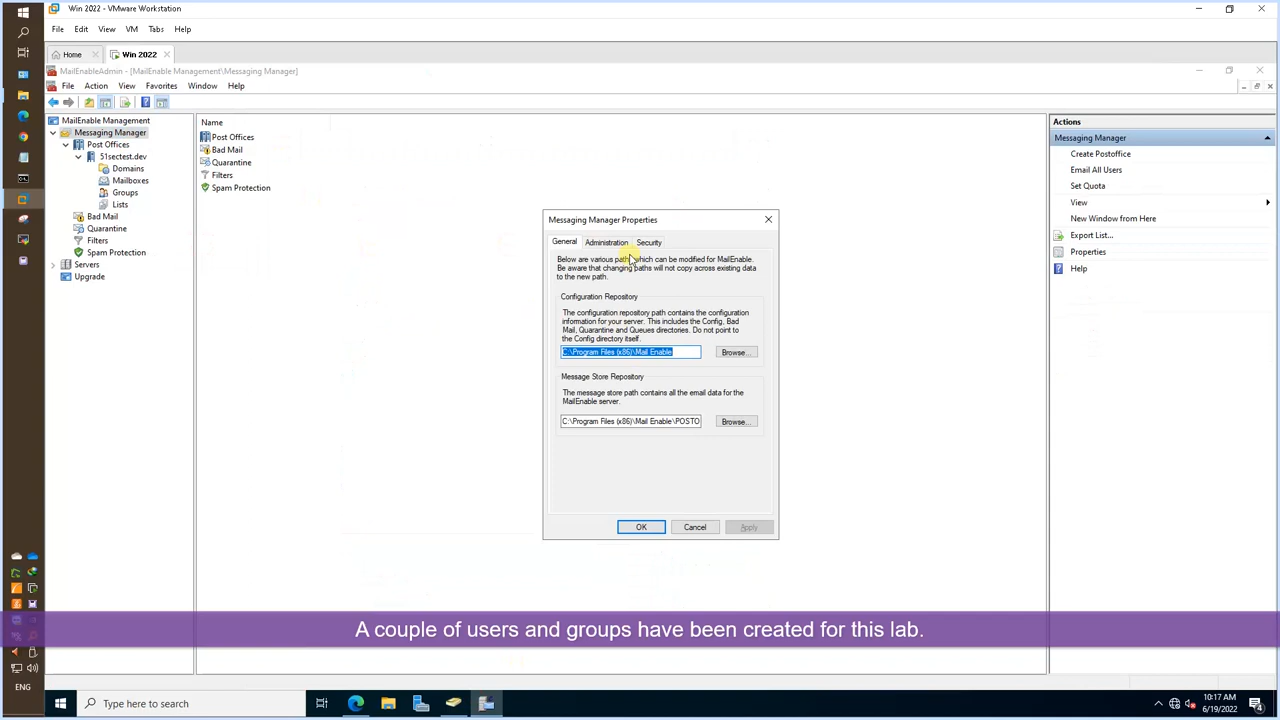 Win 2022 - VMware Workstation
File Edit View VM Tabs Help
Home Win 2022
MailEnableAdmin - [MailEnable Management\Messaging Manager]
File Action View Favorites Window Help
MailEnable Management
Messaging Manager
Post Offices
51sectest.dev
Domains
Mailboxes
Groups
Lists
Bad Mail
Quarantine
Filters
Spam Protection
Servers
Upgrade
Name
Post Offices
Bad Mail
Quarantine
Filters
Spam Protection
Messaging Manager Properties
General Administration Security
Below are various paths which can be modified for MailEnable.
Be aware that changing paths will not copy across existing data
to the new path.
Configuration Repository
The configuration repository path contains the configuration
information for your server. This includes the Config, Bad
Mail, Quarantine and Queues directories. Do not point to
the Config directory itself.
C:\Program Files (x86)\Mail Enable
Browse...
Message Store Repository
The message store path contains all the email data for the
MailEnable server.
C:\Program Files (x86)\Mail Enable\POSTO
Browse...
OK Cancel Apply
Actions
Messaging Manager
Create Postoffice
Email All Users
Set Quota
View
New Window from Here
Export List...
Properties
Help
A couple of users and groups have been created for this lab.
ENG
Type here to search
10:17 AM
6/19/2022
4